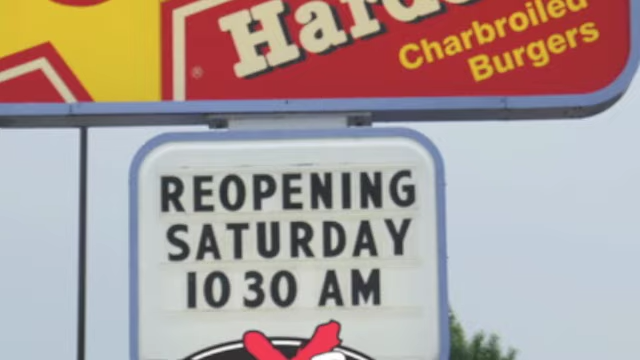 Charbroiled
Burgers
REOPENING
SATURDAY
10 30 AM